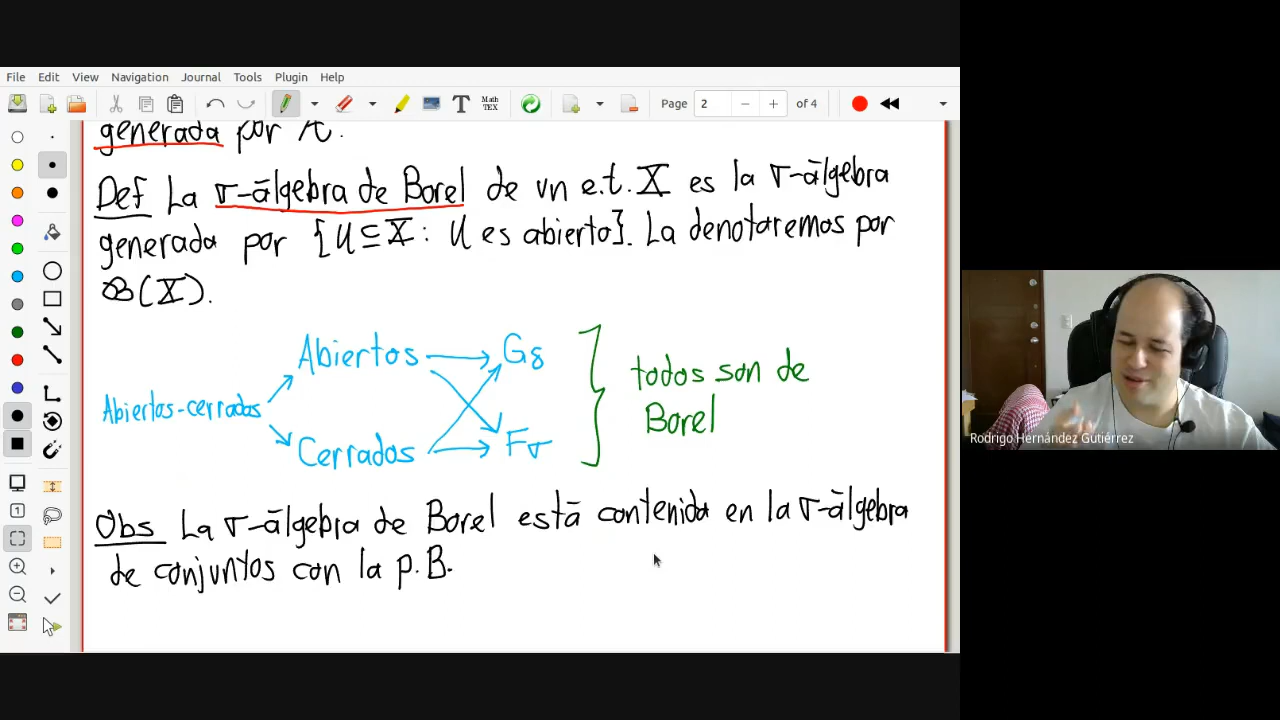 File Edit View Navigation Journal Tools Plugin Help
Page 2 of 4
generada por A.
Def La σ-álgebra de Borel de un e.t. X es la σ-álgebra
generada por {U ⊆ X : U es abierto}. La denotaremos por
B(X).
Abiertos → Gδ
Abiertos-cerrados
Cerrados → Fσ
todos son de
Borel
Obs La σ-álgebra de Borel está contenida en la σ-álgebra
de conjuntos con la p.B.
Rodrigo Hernández Gutiérrez